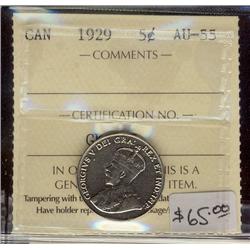 CAN 1929 5¢ AU-55
— COMMENTS —
— CERTIFICATION NO. —
GEORGIVS V DEI GRA: REX ET IND: IMP:
IN O HIS IS A
GEN ITEM.
Tampering with t
Have holder rep
$65.00